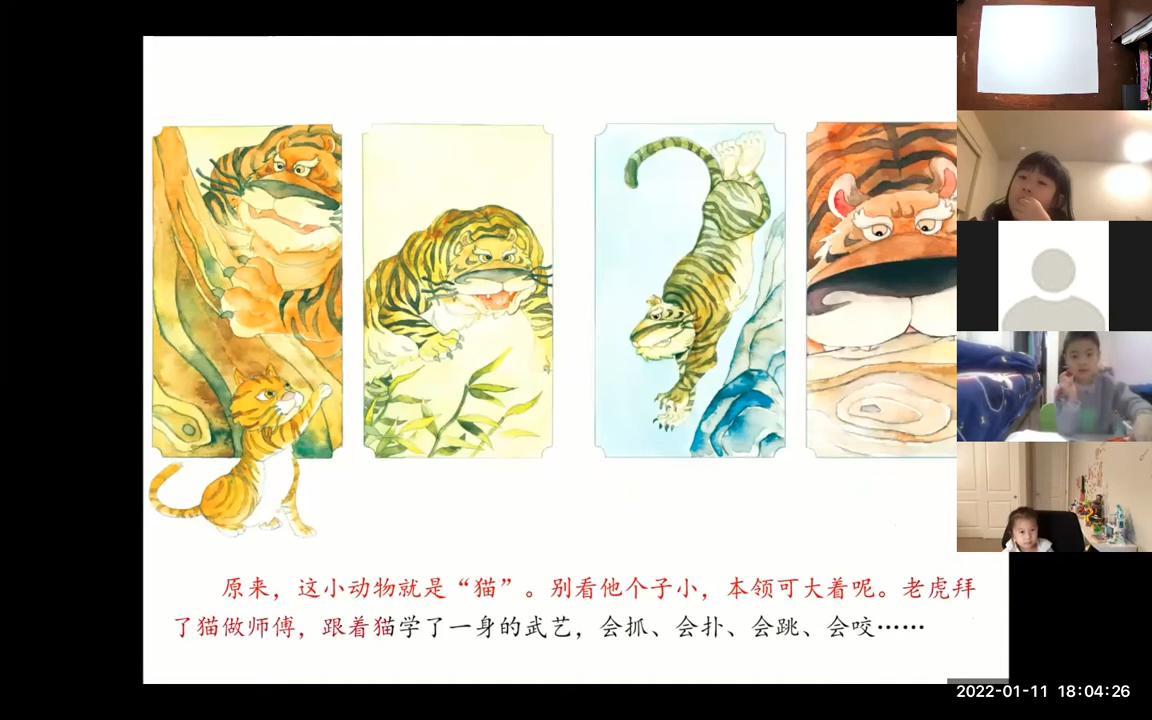 原来，这小动物就是“猫”。别看他个子小，本领可大着呢。老虎拜
了猫做师傅，跟着猫学了一身的武艺，会抓、会扑、会跳、会咬……
2022-01-11 18:04:26